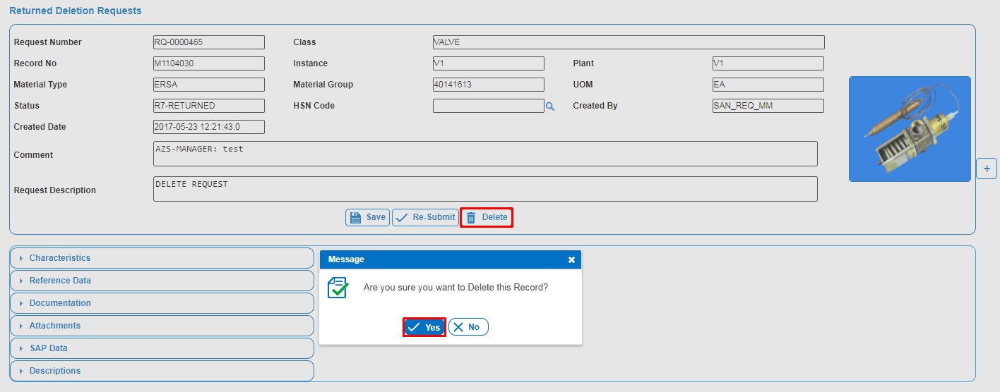 Returned Deletion Requests
Request Number RQ-0000465 Class VALVE
Record No M1104030 Instance V1 Plant V1
Material Type ERSA Material Group 40141613 UOM EA
Status R7-RETURNED HSN Code Created By SAN_REQ_MM
Created Date 2017-05-23 12:21:43.0
Comment AZS-MANAGER: test
Request Description DELETE REQUEST
+
Save Re-Submit Delete
Characteristics
Reference Data
Documentation
Attachments
SAP Data
Descriptions
Message
Are you sure you want to Delete this Record?
Yes No